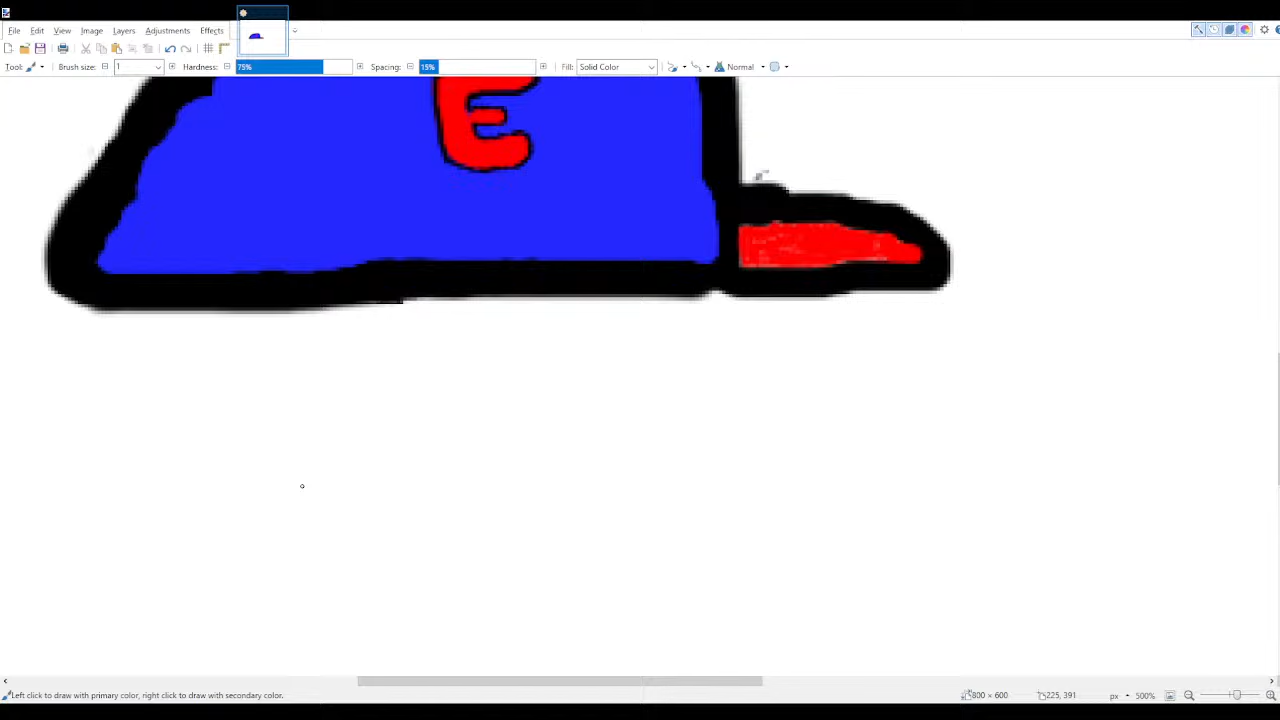 File Edit View Image Layers Adjustments Effects
Tool: Brush size: 1 Hardness: 75% Spacing: 15% Fill: Solid Color Normal
E
Left click to draw with primary color, right click to draw with secondary color. 800 × 600 225, 391 px 500%